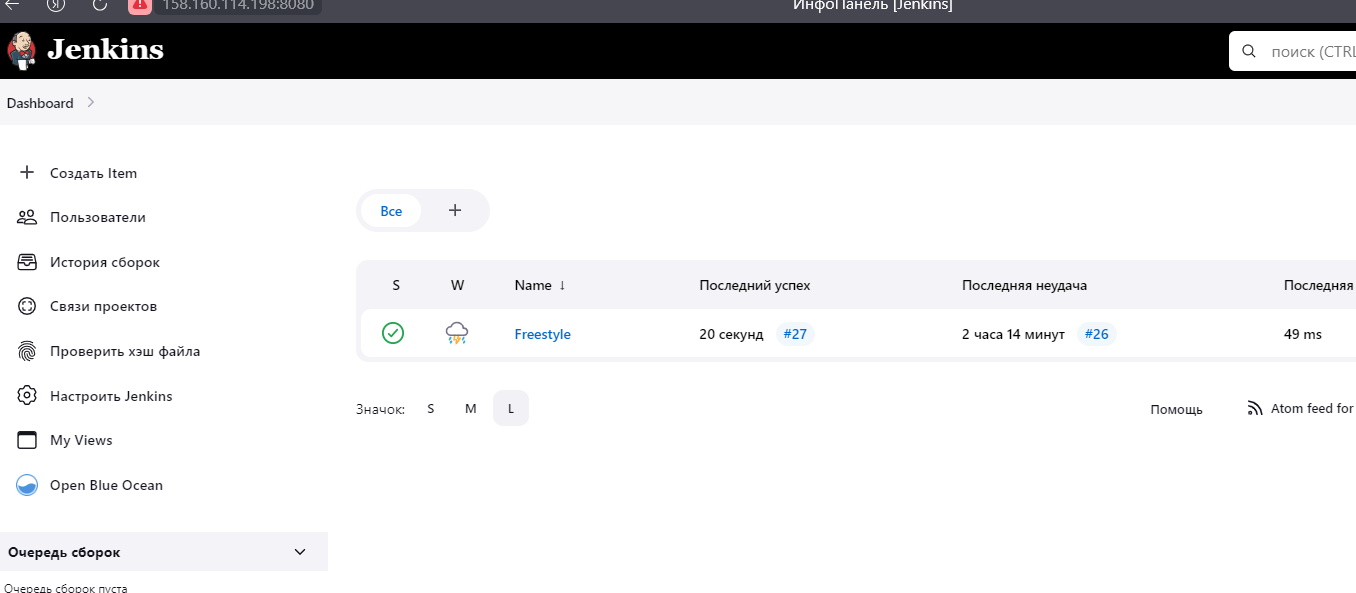 158.160.114.198:8080 ИнфоПанель [Jenkins]
Jenkins
поиск (CTRL
Dashboard
Создать Item
Пользователи
История сборок
Связи проектов
Проверить хэш файла
Настроить Jenkins
My Views
Open Blue Ocean
Очередь сборок
Очередь сборок пуста
Все
S W Name ↓ Последний успех Последняя неудача Последняя
Freestyle 20 секунд #27 2 часа 14 минут #26 49 ms
Значок: S M L Помощь Atom feed for